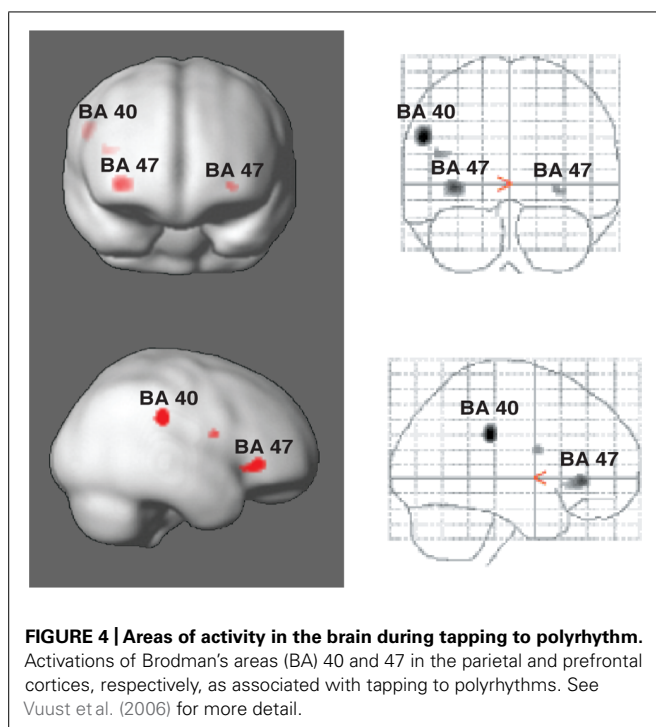 BA 40
BA 47 BA 47
BA 40
BA 47 BA 47
BA 40
BA 47
BA 40
BA 47
FIGURE 4 | Areas of activity in the brain during tapping to polyrhythm.
Activations of Brodman's areas (BA) 40 and 47 in the parietal and prefrontal
cortices, respectively, as associated with tapping to polyrhythms. See
Vuust et al. (2006) for more detail.